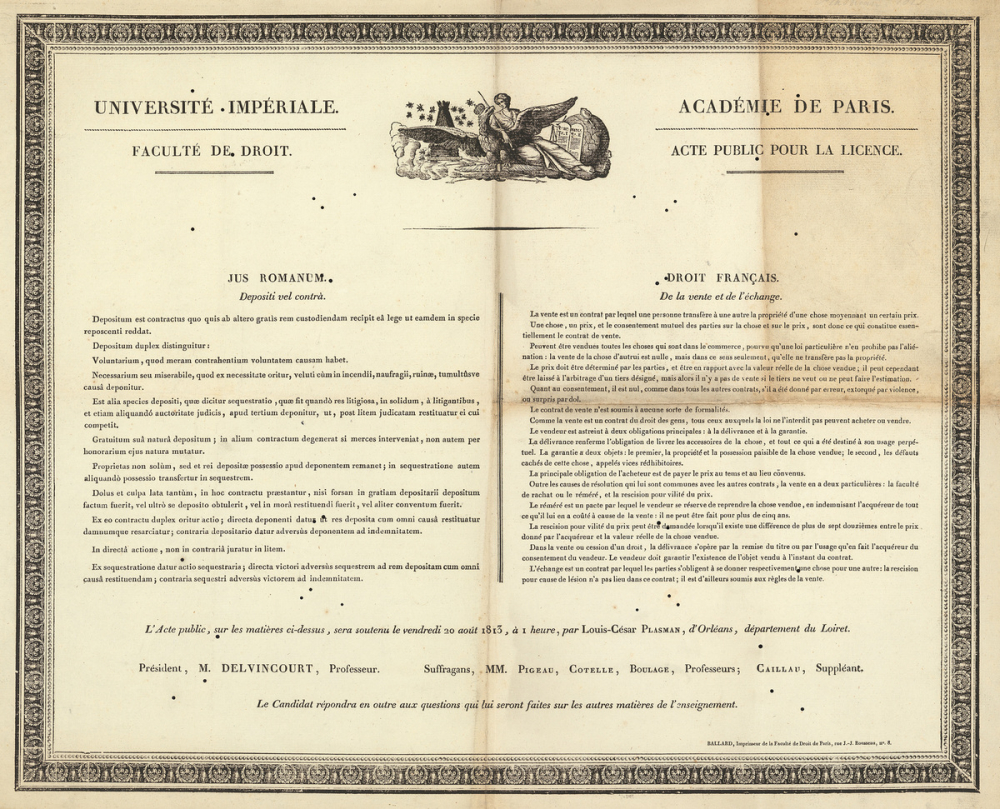 UNIVERSITÉ IMPÉRIALE.
FACULTÉ DE DROIT.
ACADÉMIE DE PARIS.
ACTE PUBLIC POUR LA LICENCE.
JUS ROMANUM.
Depositi vel contrà.
Depositum est contractus quo quis ab altero gratis rem custodiendam recipit eâ lege ut eamdem in specie
reposcenti reddat.
Depositum duplex distinguitur :
Voluntarium, quod meram contrahentium voluntatem causam habet.
Necessarium seu miserabile, quod ex necessitate oritur, veluti cùm in incendii, naufragii, ruinæ, tumultûsve
causâ deponitur.
Est alia species depositi, quæ dicitur sequestratio, quæ fit quandò res litigiosa, in solidum, à litigantibus,
et etiam aliquandò auctoritate judicis, apud tertium deponitur, ut, post litem judicatam restituatur ei cui
competit.
Gratuitum suâ naturâ depositum ; in alium contractum degenerat si merces interveniat, non autem per
honorarium ejus natura mutatur.
Proprietas non solùm, sed et rei depositæ possessio apud deponentem remanet ; in sequestratione autem
aliquandò possessio transfertur in sequestrem.
Dolus et culpa lata tantùm, in hoc contractu præstantur, nisi forsan in gratiam depositarii depositum
factum fuerit, vel ultrò se deposito obtulerit, vel in morâ restituendi fuerit, vel aliter conventum fuerit.
Ex eo contractu duplex oritur actio ; directa deponenti datur ut res deposita cum omni causâ restituatur
damnumque resarciatur ; contraria depositario datur adversùs deponentem ad indemnitatem.
In directâ actione, non in contrariâ juratur in litem.
Ex sequestratione datur actio sequestraria ; directa victori adversùs sequestrem ad rem depositam cum omni
causâ restituendam ; contraria sequestri adversùs victorem ad indemnitatem.
DROIT FRANÇAIS.
De la vente et de l'échange.
La vente est un contrat par lequel une personne transfère à une autre la propriété d'une chose moyennant un certain prix.
Une chose, un prix, et le consentement mutuel des parties sur la chose et sur le prix, sont donc ce qui constitue essen-
tiellement le contrat de vente.
Peuvent être vendues toutes les choses qui sont dans le commerce, pourvu qu'une loi particulière n'en prohibe pas l'alié-
nation : la vente de la chose d'autrui est nulle, mais dans ce sens seulement, qu'elle ne transfère pas la propriété.
Le prix doit être déterminé par les parties, et être en rapport avec la valeur réelle de la chose vendue ; il peut cependant
être laissé à l'arbitrage d'un tiers désigné, mais alors il n'y a pas de vente si le tiers ne veut ou ne peut faire l'estimation.
Quant au consentement, il est nul, comme dans tous les autres contrats, s'il a été donné par erreur, extorqué par violence,
ou surpris par dol.
Le contrat de vente n'est soumis à aucune sorte de formalités.
Comme la vente est un contrat du droit des gens, tous ceux auxquels la loi ne l'interdit pas peuvent acheter ou vendre.
Le vendeur est astreint à deux obligations principales : à la délivrance et à la garantie.
La délivrance renferme l'obligation de livrer les accessoires de la chose, et tout ce qui a été destiné à son usage perpé-
tuel. La garantie a deux objets : le premier, la propriété et la possession paisible de la chose vendue ; le second, les défauts
cachés de cette chose, appelés vices rédhibitoires.
La principale obligation de l'acheteur est de payer le prix au tems et au lieu convenus.
Outre les causes de résolution qui lui sont communes avec les autres contrats, la vente en a deux particulières : la faculté
de rachat ou le réméré, et la rescision pour vilité du prix.
Le réméré est un pacte par lequel le vendeur se réserve de reprendre la chose vendue, en indemnisant l'acquéreur de tout
ce qu'il lui en a coûté à cause de la vente : il ne peut être fait pour plus de cinq ans.
La rescision pour vilité du prix peut être demandée lorsqu'il existe une différence de plus de sept douzièmes entre le prix
donné par l'acquéreur et la valeur réelle de la chose vendue.
Dans la vente ou cession d'un droit, la délivrance s'opère par la remise du titre ou par l'usage qu'en fait l'acquéreur du
consentement du vendeur. Le vendeur doit garantir l'existence de l'objet vendu à l'instant du contrat.
L'échange est un contrat par lequel les parties s'obligent à se donner respectivement une chose pour une autre : la rescision
pour cause de lésion n'a pas lieu dans ce contrat ; il est d'ailleurs soumis aux règles de la vente.
L'Acte public, sur les matières ci-dessus, sera soutenu le vendredi 20 août 1813, à 1 heure, par Louis-César PLASMAN, d'Orléans, département du Loiret.
Président, M. DELVINCOURT, Professeur. Suffragans, MM. PIGEAU, COTELLE, BOULAGE, Professeurs ; CAILLAU, Suppléant.
Le Candidat répondra en outre aux questions qui lui seront faites sur les autres matières de l'enseignement.
BALLARD, Imprimeur de la Faculté de Droit de Paris, rue J.-J. Rousseau, n°. 8.